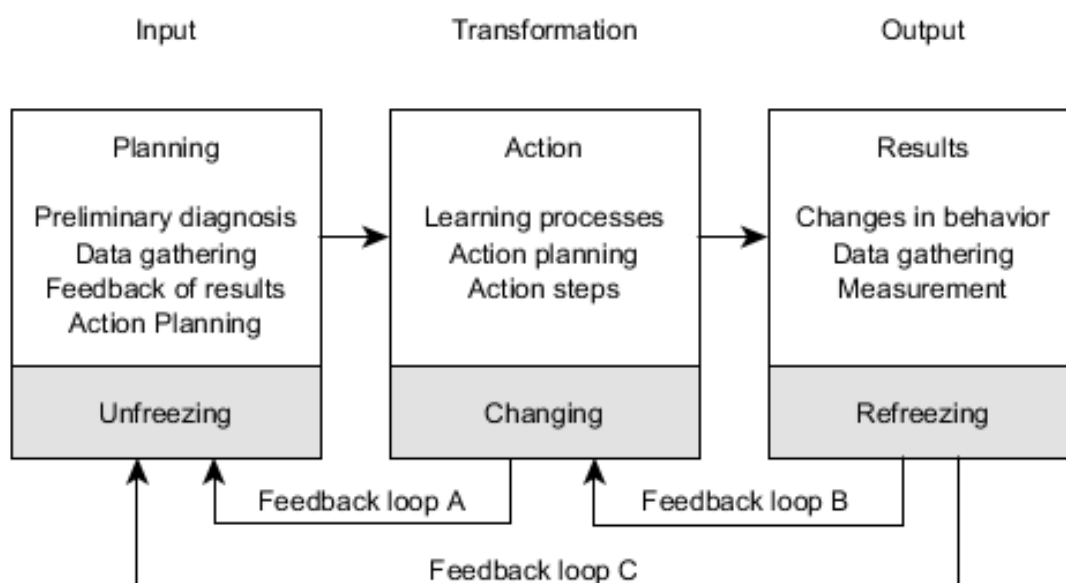 Input
Transformation
Output
Planning
Preliminary diagnosis
Data gathering
Feedback of results
Action Planning
Unfreezing
Action
Learning processes
Action planning
Action steps
Changing
Results
Changes in behavior
Data gathering
Measurement
Refreezing
Feedback loop A
Feedback loop B
Feedback loop C